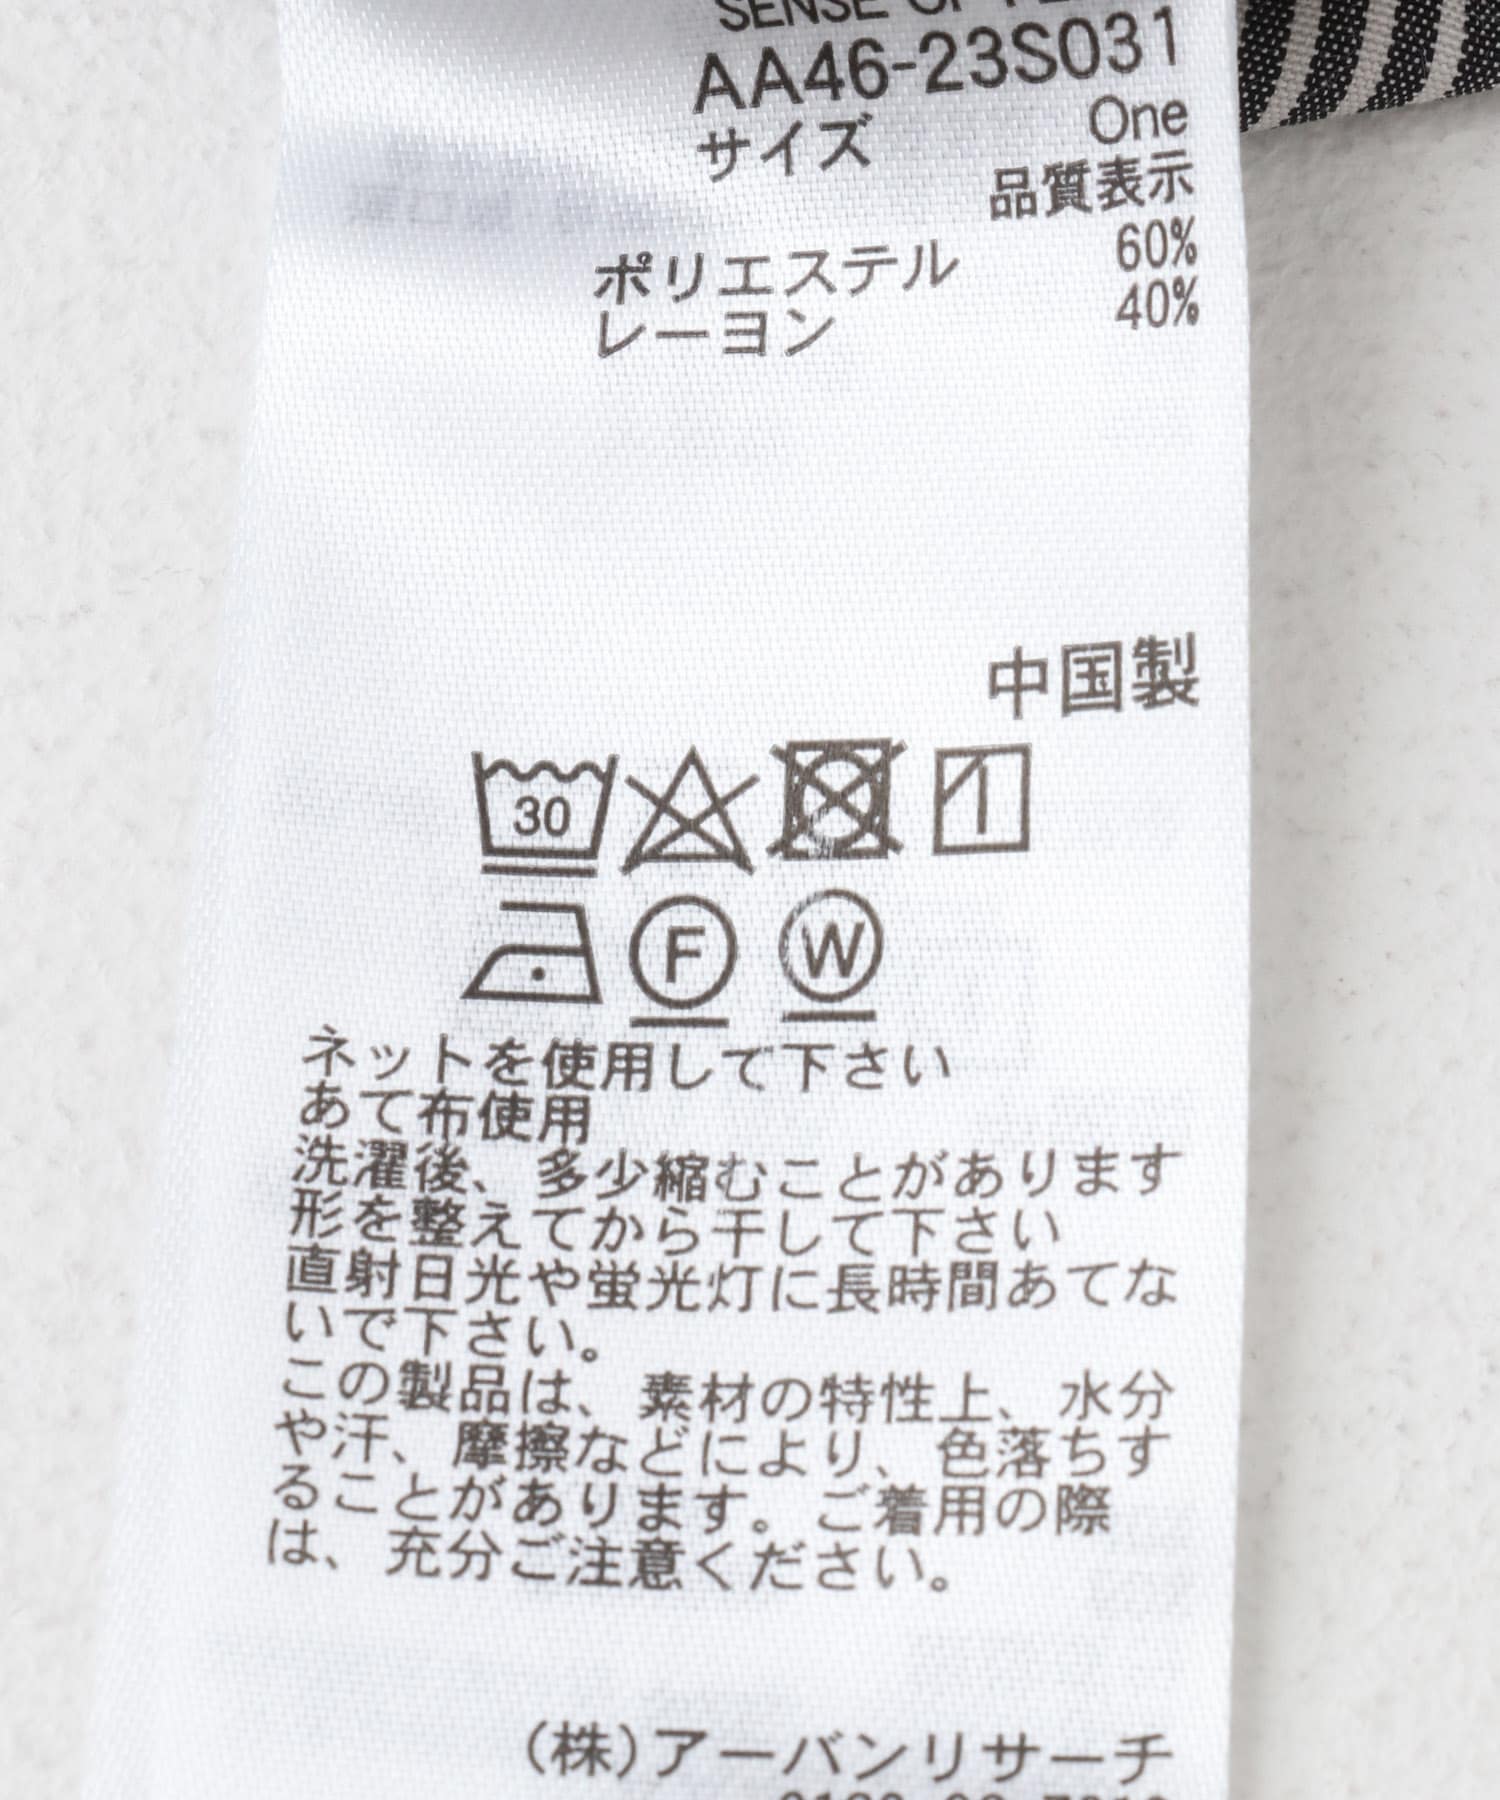 SENSE OF
AA46-23S031
サイズ One
品質表示
ポリエステル 60%
レーヨン 40%
中国製
30
F W
ネットを使用して下さい
あて布使用
洗濯後、多少縮むことがあります
形を整えてから干して下さい
直射日光や蛍光灯に長時間あてな
いで下さい。
この製品は、素材の特性上、水分
や汗、摩擦などにより、色落ちす
ることがあります。ご着用の際
は、充分ご注意ください。
(株)アーバンリサーチ